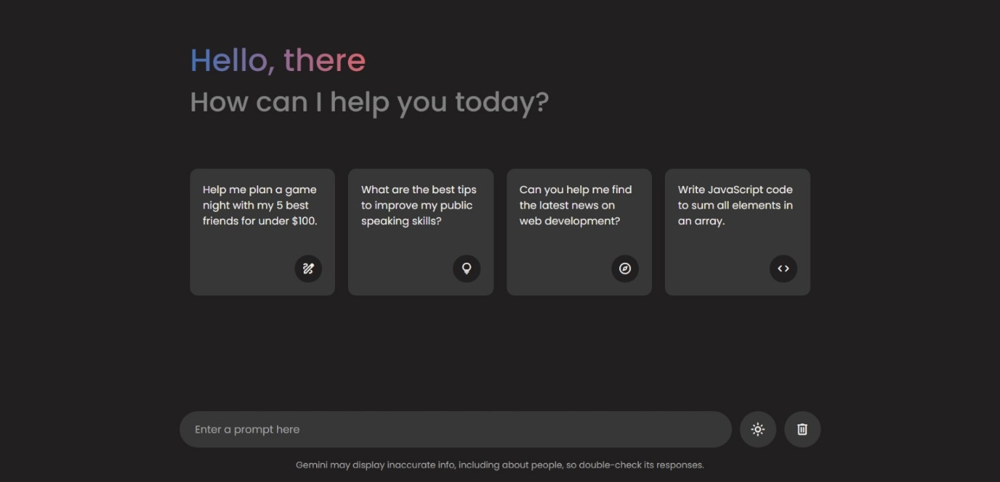 Hello, there
How can I help you today?
Help me plan a game
night with my 5 best
friends for under $100.
What are the best tips
to improve my public
speaking skills?
Can you help me find
the latest news on
web development?
Write JavaScript code
to sum all elements in
an array.
Enter a prompt here
Gemini may display inaccurate info, including about people, so double-check its responses.